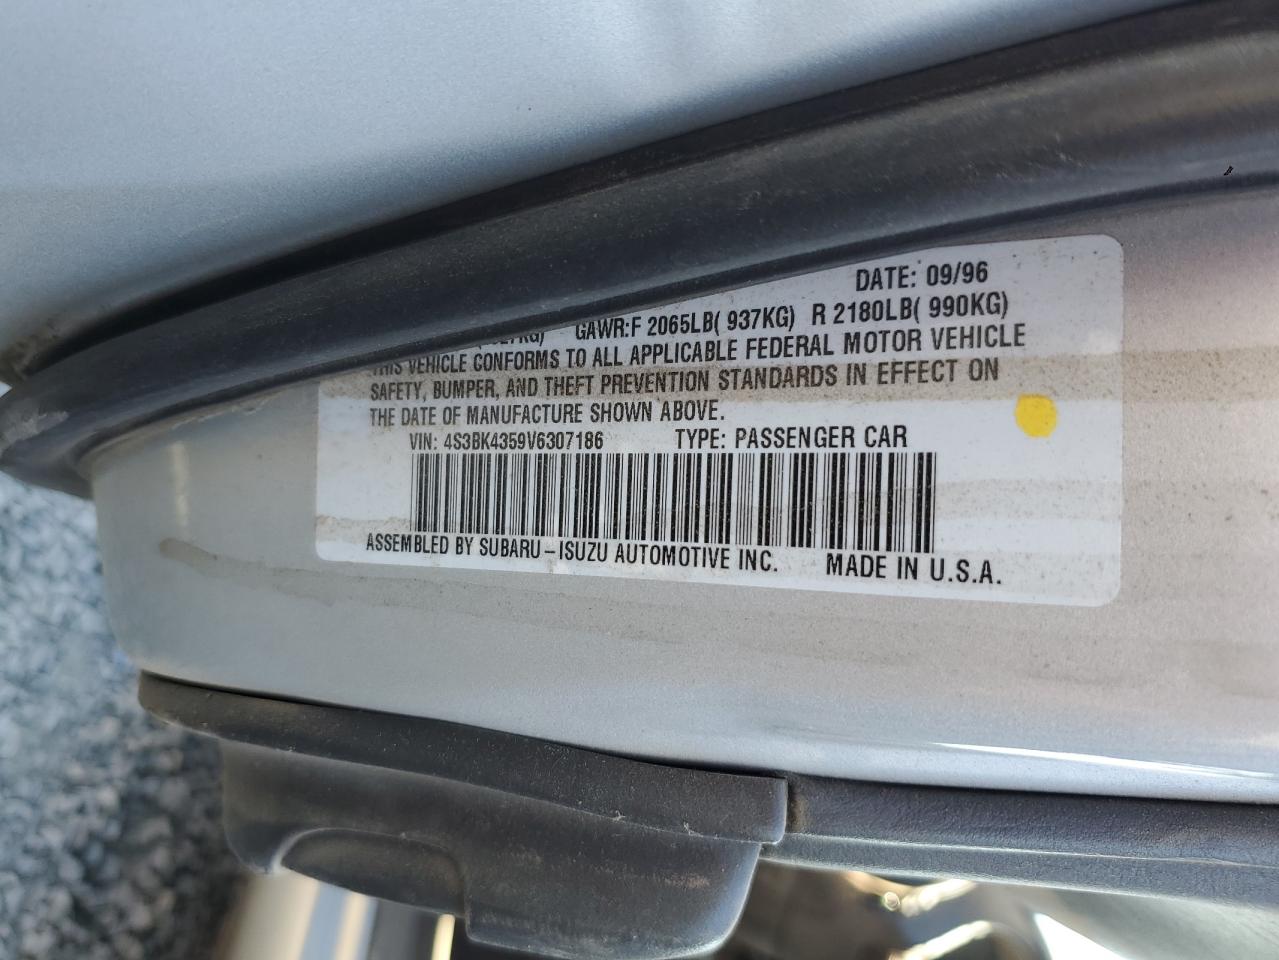 DATE: 09/96
GAWR:F 2065LB( 937KG) R 2180LB( 990KG)
THIS VEHICLE CONFORMS TO ALL APPLICABLE FEDERAL MOTOR VEHICLE
SAFETY, BUMPER, AND THEFT PREVENTION STANDARDS IN EFFECT ON
THE DATE OF MANUFACTURE SHOWN ABOVE.
VIN: 4S3BK4359V6307186 TYPE: PASSENGER CAR
ASSEMBLED BY SUBARU-ISUZU AUTOMOTIVE INC. MADE IN U.S.A.